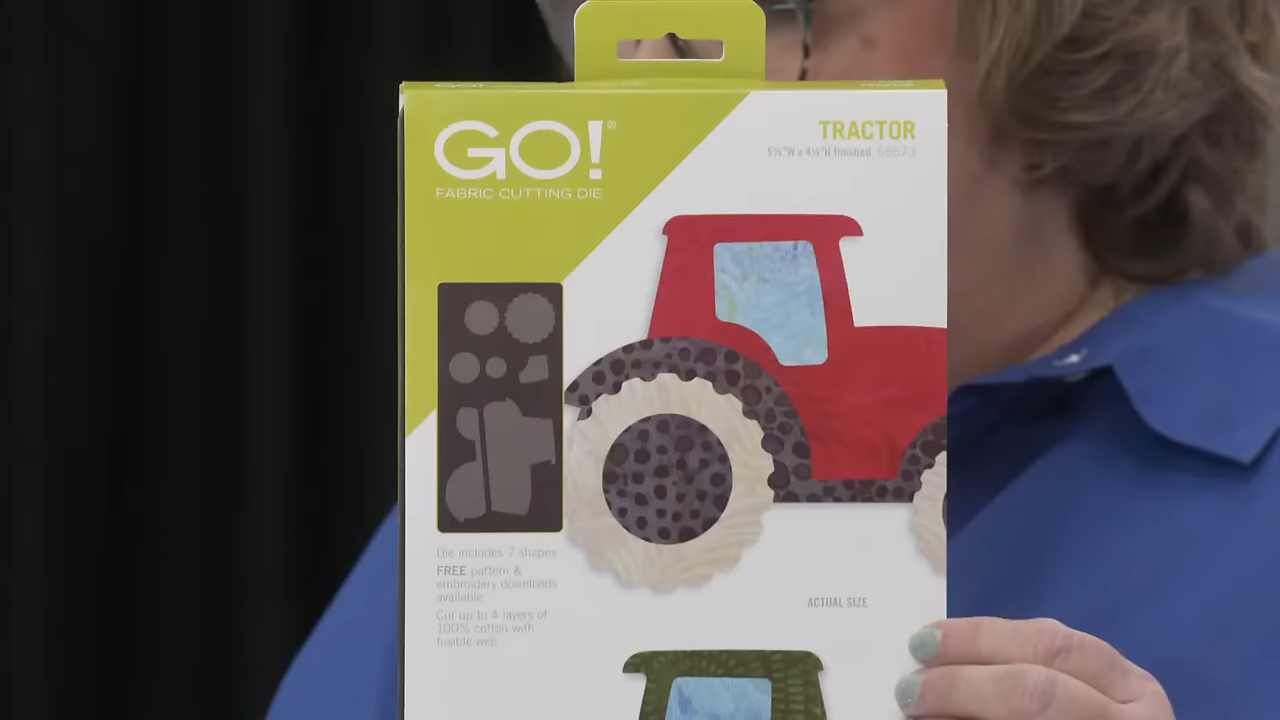 GO!®
FABRIC CUTTING DIE
TRACTOR
finished
Die includes 7 shapes
FREE pattern &
embroidery downloads
available
Cut up to 4 layers of
100% cotton with
fusible web
ACTUAL SIZE